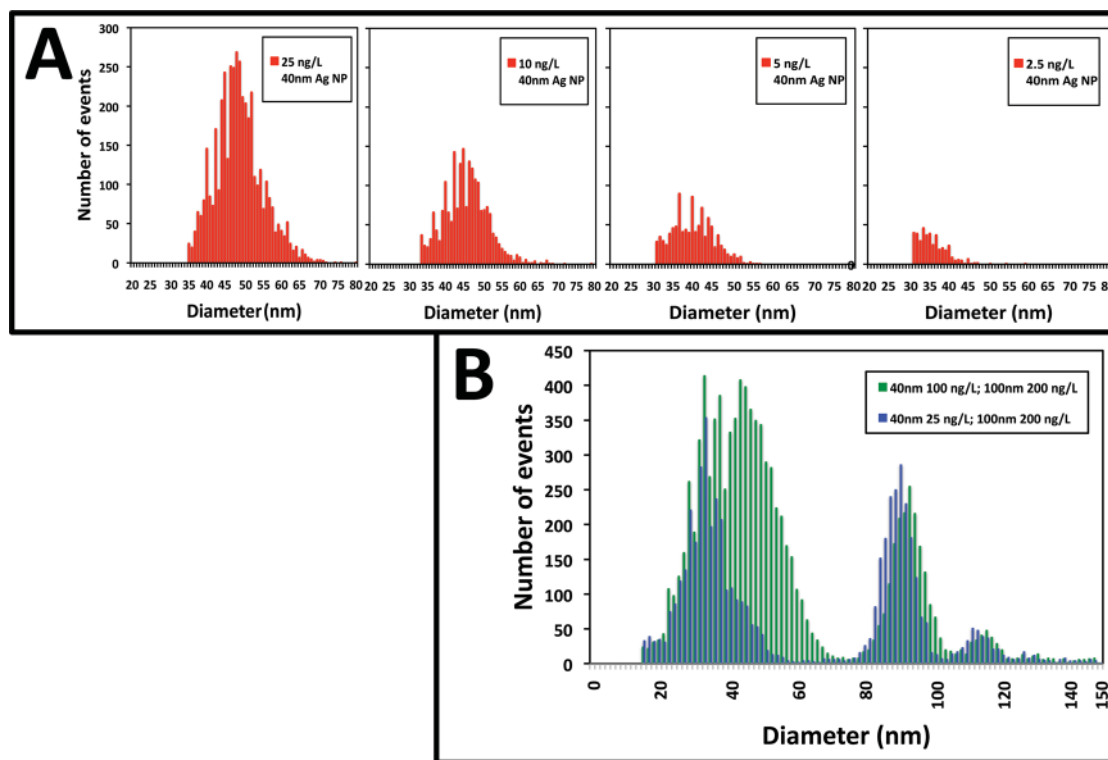 A
Number of events
300
250
200
150
100
50
0
25 ng/L
40nm Ag NP
20 25 30 35 40 45 50 55 60 65 70 75 80
Diameter (nm)
10 ng/L
40nm Ag NP
20 25 30 35 40 45 50 55 60 65 70 75 80
Diameter (nm)
5 ng/L
40nm Ag NP
0
20 25 30 35 40 45 50 55 60 65 70 75 80
Diameter (nm)
2.5 ng/L
40nm Ag NP
20 25 30 35 40 45 50 55 60 65 70 75 80
Diameter (nm)
B
Number of events
450
400
350
300
250
200
150
100
50
0
40nm 100 ng/L; 100nm 200 ng/L
40nm 25 ng/L; 100nm 200 ng/L
0 20 40 60 80 100 120 140 150
Diameter (nm)